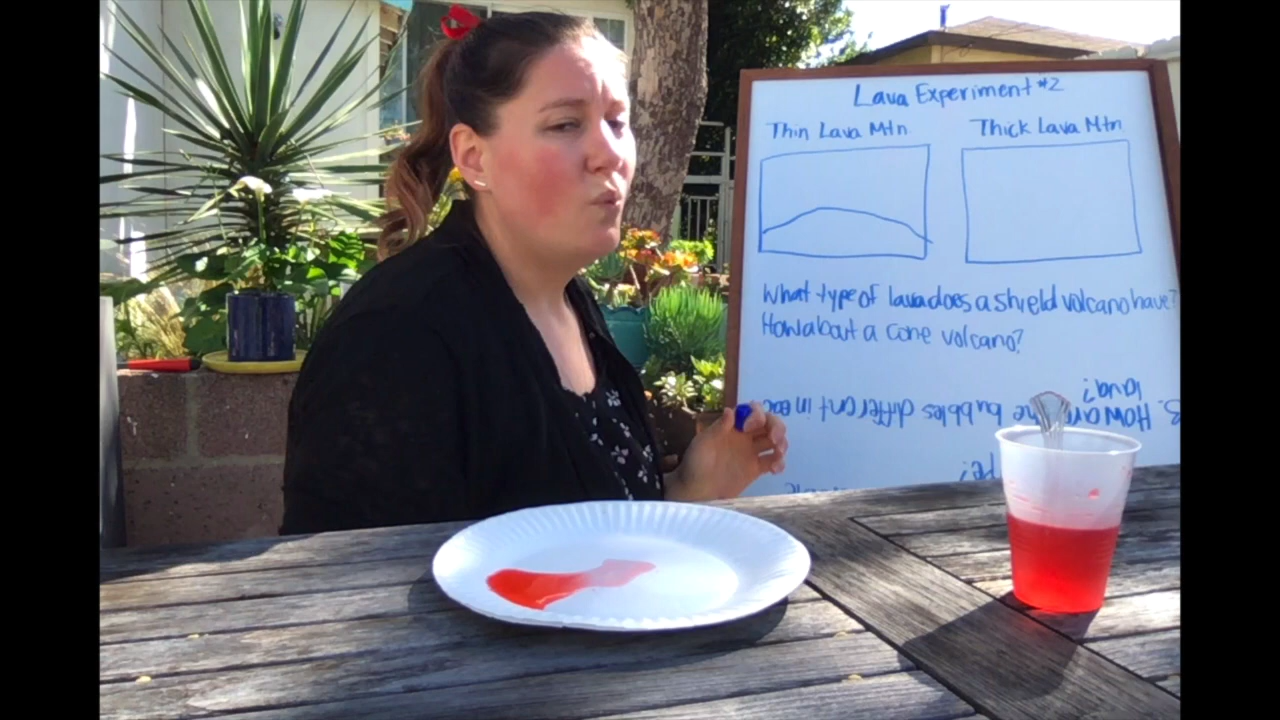 Lava Experiment #2
Thin Lava Mtn. Thick Lava Mtn.
What type of lava does a shield volcano have?
How about a cone volcano?
lava?
3. How are the bubbles different in each